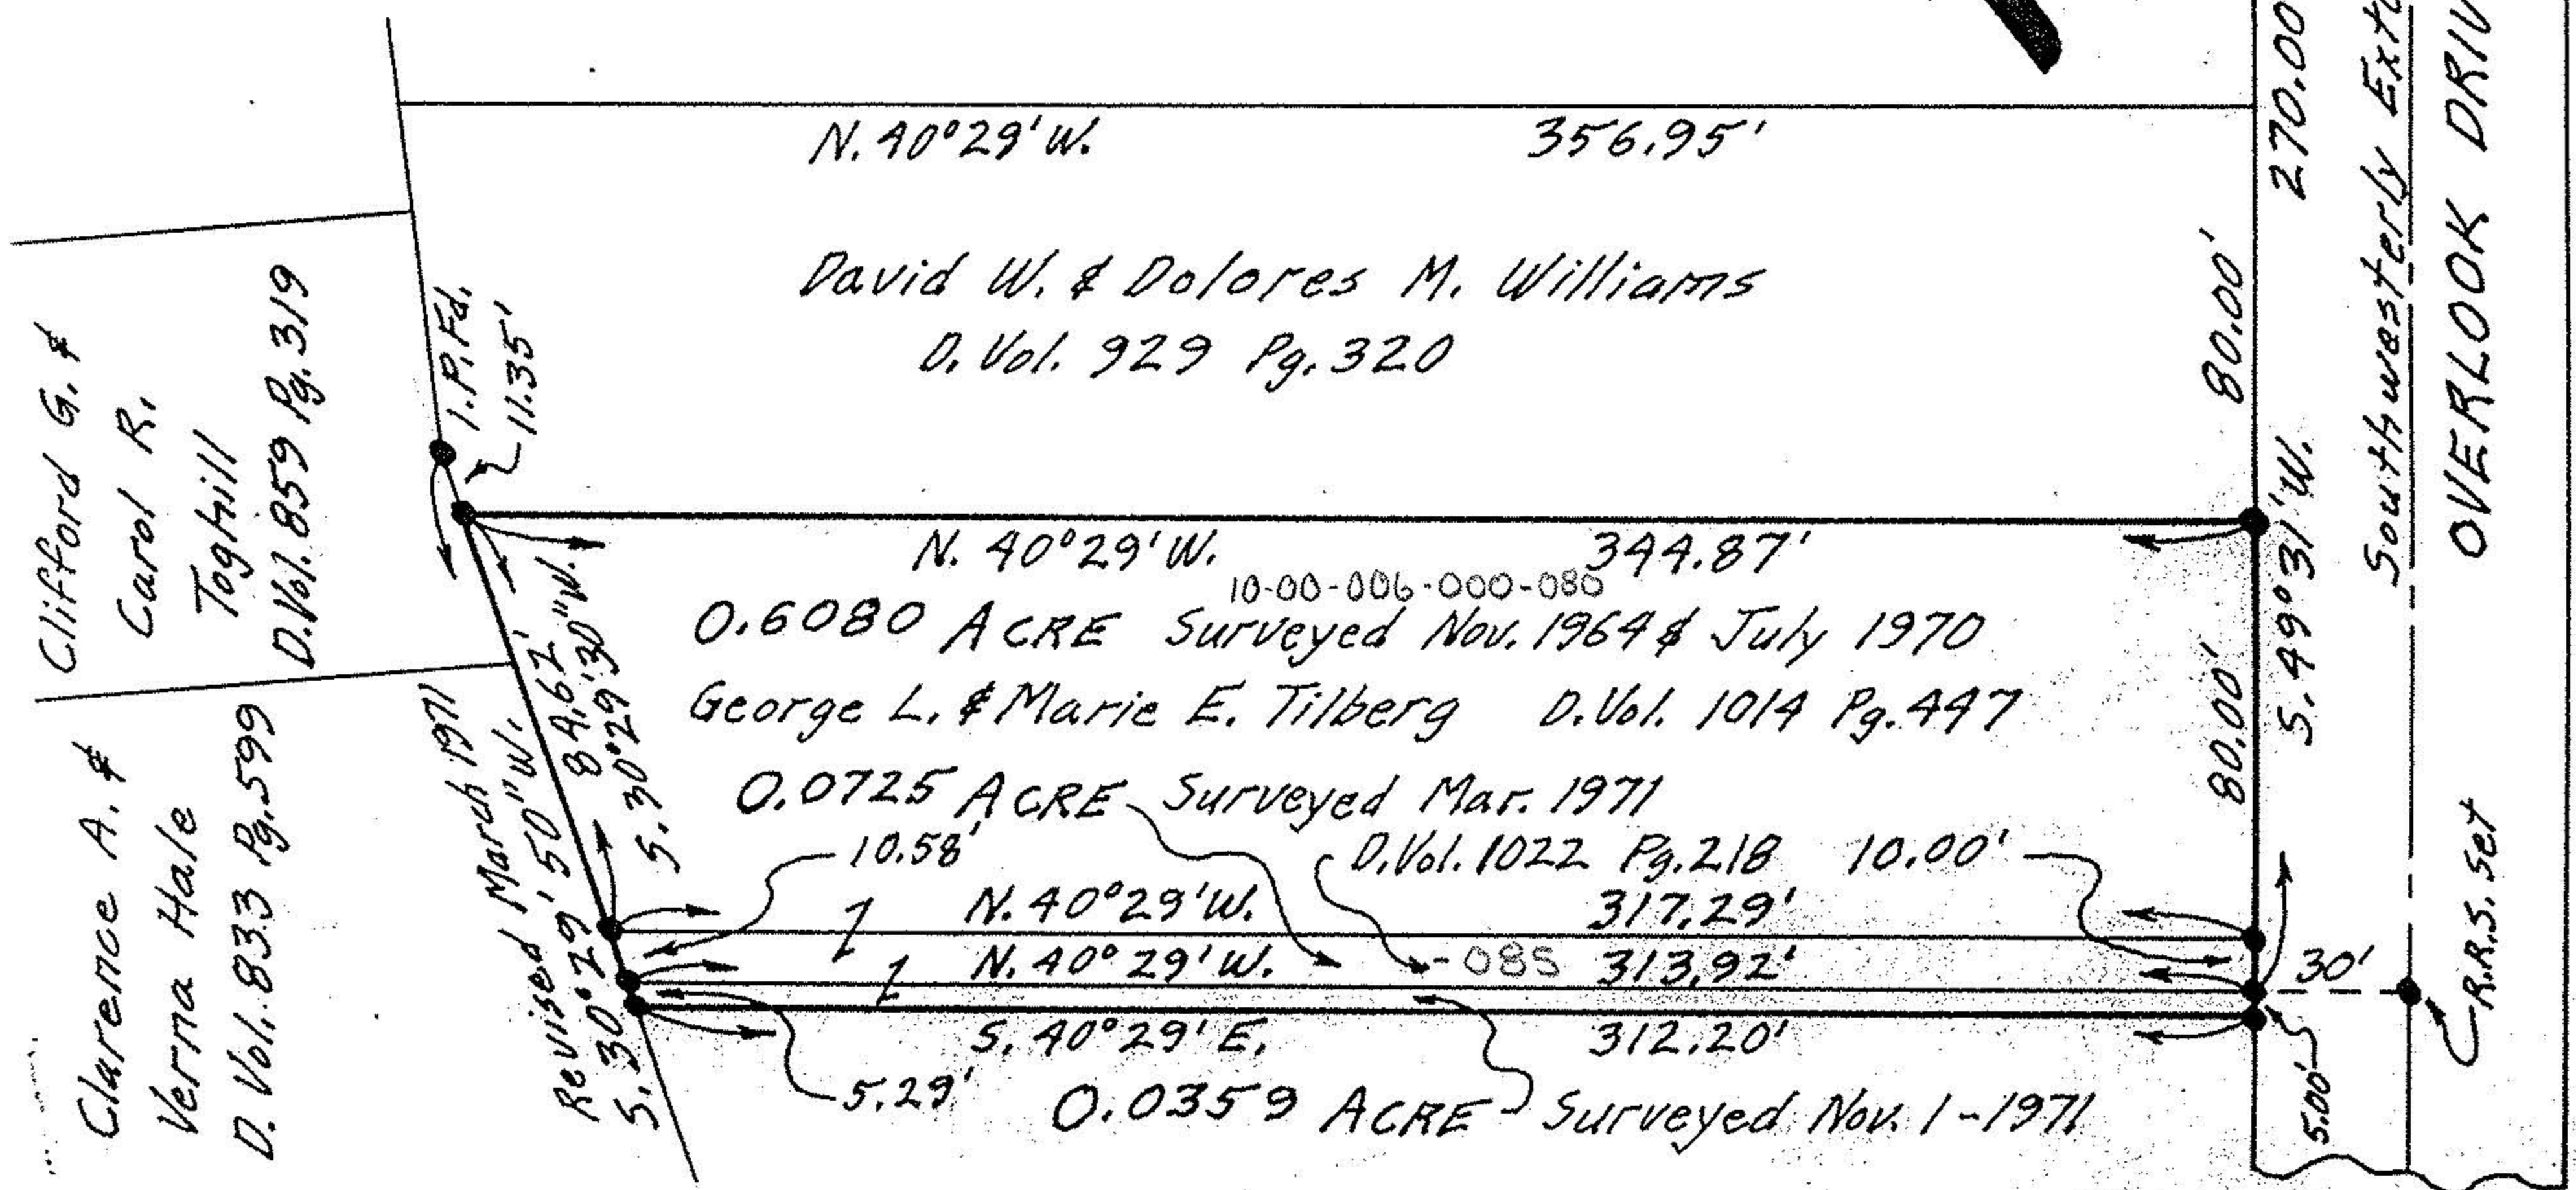 N. 40°29'W. 356.95'
David W. & Dolores M. Williams
D. Vol. 929 Pg. 320
I.P. Fd.
11.35'
Clifford G. &
Carol R.
Toghill
D. Vol. 859 Pg. 319
N. 40°29'W. 344.87'
10-00-006-000-080
0.6080 ACRE Surveyed Nov. 1964 & July 1970
George L. & Marie E. Tilberg D. Vol. 1014 Pg. 447
0.0725 ACRE Surveyed Mar. 1971
10.58' D. Vol. 1022 Pg. 218 10.00'
N. 40°29'W. 317.29'
N. 40°29'W. -085 313.92'
S. 40°29'E. 312.20'
5.29' 0.0359 ACRE Surveyed Nov. 1-1971
Clarence A. &
Verna Hale
D. Vol. 833 Pg. 599
Revised March 1971
S. 30°29'50"W.
84.62'
S. 30°29'30"W.
80.00'
80.00'
270.00
S. 49°31'W.
Southwesterly
OVERLOOK
30'
R.R.S. Set
5.00'